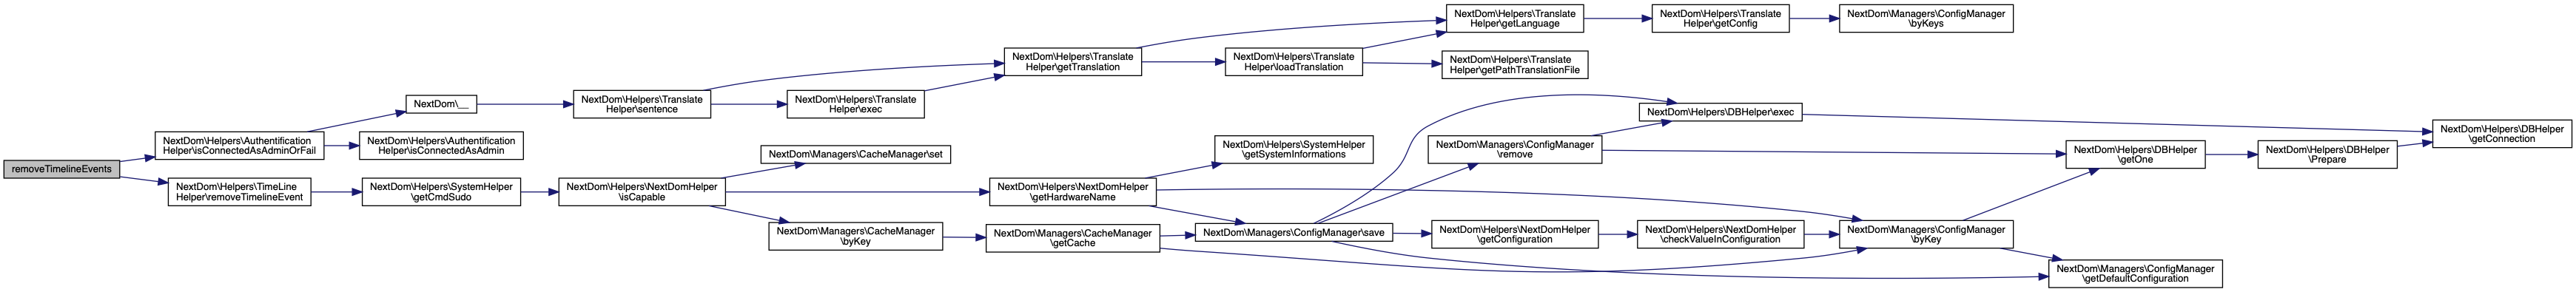 removeTimelineEvents
NextDom\Helpers\Authentification
Helper\isConnectedAsAdminOrFail
NextDom\__
NextDom\Helpers\Translate
Helper\sentence
NextDom\Helpers\Translate
Helper\getTranslation
NextDom\Helpers\Translate
Helper\getLanguage
NextDom\Helpers\Translate
Helper\getConfig
NextDom\Managers\ConfigManager
\byKeys
NextDom\Helpers\Translate
Helper\loadTranslation
NextDom\Helpers\Translate
Helper\getPathTranslationFile
NextDom\Helpers\Translate
Helper\exec
NextDom\Helpers\Authentification
Helper\isConnectedAsAdmin
NextDom\Helpers\TimeLine
Helper\removeTimelineEvent
NextDom\Helpers\SystemHelper
\getCmdSudo
NextDom\Helpers\NextDomHelper
\isCapable
NextDom\Managers\CacheManager\set
NextDom\Managers\CacheManager
\byKey
NextDom\Managers\CacheManager
\getCache
NextDom\Helpers\NextDomHelper
\getHardwareName
NextDom\Helpers\SystemHelper
\getSystemInformations
NextDom\Managers\ConfigManager\save
NextDom\Managers\ConfigManager
\remove
NextDom\Helpers\DBHelper\exec
NextDom\Helpers\NextDomHelper
\getConfiguration
NextDom\Helpers\NextDomHelper
\checkValueInConfiguration
NextDom\Managers\ConfigManager
\byKey
NextDom\Managers\ConfigManager
\getDefaultConfiguration
NextDom\Helpers\DBHelper
\getOne
NextDom\Helpers\DBHelper
\Prepare
NextDom\Helpers\DBHelper
\getConnection